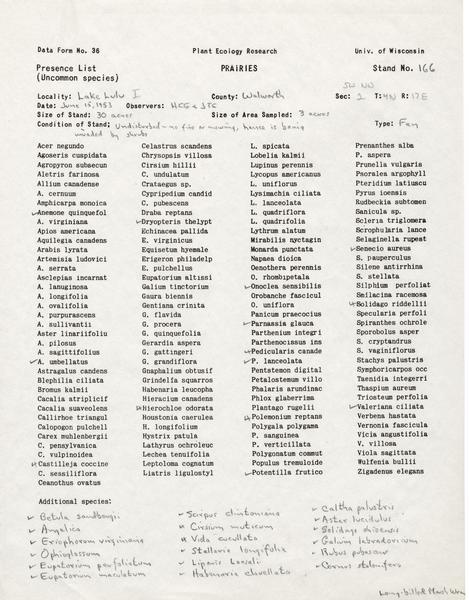 Data Form No. 36 Plant Ecology Research Univ. of Wisconsin
Presence List PRAIRIES Stand No. 166
(Uncommon species)
SW NW
Locality: Lake Lulu I County: Walworth Sec: 2 T: 4N R: 17E
Date: June 15, 1953 Observers: HCG & JTC
Size of Stand: 30 acres Size of Area Sampled: 3 acres
Condition of Stand: Undisturbed - no fire or mowing, hence is being Type: Fen
invaded by shrubs
Acer negundo
Agoseris cuspidata
Agropyron subsecun
Aletris farinosa
Allium canadense
A. cernuum
Amphicarpa monoica
✓Anemone quinquefol
A. virginiana
Apios americana
Aquilegia canadens
Arabis lyrata
Artemisia ludovici
A. serrata
Asclepias incarnat
A. lanuginosa
A. longifolia
A. ovalifolia
A. purpurascens
A. sullivantii
Aster linariifoliu
A. pilosus
A. sagittifolius
✓A. umbellatus
Astragalus candens
Blephilia ciliata
Bromus kalmii
Cacalia atriplicif
Cacalia suaveolens
Callirhoe triangul
Calopogon pulchell
Carex muhlenbergii
C. pensylvanica
C. vulpinoidea
✓Castilleja coccine
C. sessiliflora
Ceanothus ovatus
Celastrus scandens
Chrysopsis villosa
Cirsium hillii
C. undulatum
Crataegus sp.
Cypripedium candid
C. pubescens
Draba reptans
✓Dryopteris thelypt
Echinacea pallida
E. virginicus
Equisetum hyemale
Erigeron philadelp
E. pulchellus
Eupatorium altissi
Galium tinctorium
Gaura biennis
Gentiana crinita
G. flavida
G. procera
G. quinquefolia
Gerardia aspera
G. gattingeri
G. grandiflora
Gnaphalium obtusif
Grindelia squarros
Habenaria leucopha
Hieracium canadens
✓Hierochloe odorata
Houstonia caerulea
H. longifolium
Hystrix patula
Lathyrus ochroleuc
Lechea tenuifolia
Leptoloma cognatum
Liatris ligulostyl
L. spicata
Lobelia kalmii
Lupinus perennis
Lycopus americanus
L. uniflorus
Lysimachia ciliata
L. lanceolata
L. quadriflora
L. quadrifolia
Lythrum alatum
Mirabilis nyctagin
Monarda punctata
Napaea dioica
Oenothera perennis
O. rhombipetala
✓Onoclea sensibilis
Orobanche fascicul
O. uniflora
Panicum praecocius
✓Parnassia glauca
Parthenium integri
Parthenocissus ins
✓Pedicularis canade
✓P. lanceolata
Pentstemon digital
Petalostemum villo
Phalaris arundinac
Phlox glaberrima
Plantago rugelii
✓Polemonium reptans
Polygala polygama
P. sanguinea
P. verticillata
Polygonatum commut
Populus tremuloide
✓Potentilla frutico
Prenanthes alba
P. aspera
Prunella vulgaris
Psoralea argophyll
Pteridium latiuscu
Pyrus ioensis
Rudbeckia subtomen
Sanicula sp.
Scleria triglomera
Scrophularia lance
Selaginella rupest
✓Senecio aureus
S. pauperculus
Silene antirrhina
S. stellata
Silphium perfoliat
Smilacina racemosa
✓Solidago riddellii
Specularia perfoli
Spiranthes ochrole
Sporobolus asper
S. cryptandrus
S. vaginiflorus
Stachys palustris
Symphoricarpos occ
Taenidia integerri
Thaspium aureum
Triosteum perfolia
✓Valeriana ciliata
Verbena hastata
Vernonia fascicula
Vicia angustifolia
V. villosa
Viola sagittata
Wulfenia bullii
Zigadenus elegans
Additional species:
✓ Betula sandbergii
✓ Angelica
✓ Eriophorum virginiana
✓ Ophioglossum
✓ Eupatorium perfoliatum
✓ Eupatorium maculatum
✓ Scirpus clintoniana
✓ Cirsium muticum
✓ Viola cucullata
✓ Stellaria longifolia
✓ Liparis Loeselii
✓ Habenaria clavellata
✓ Caltha palustris
✓ Aster lucidulus
✓ Solidago ohioensis
✓ Galium labradoricum
✓ Rubus pubescens
✓ Cornus stolonifera
Long-billed Marsh Wren